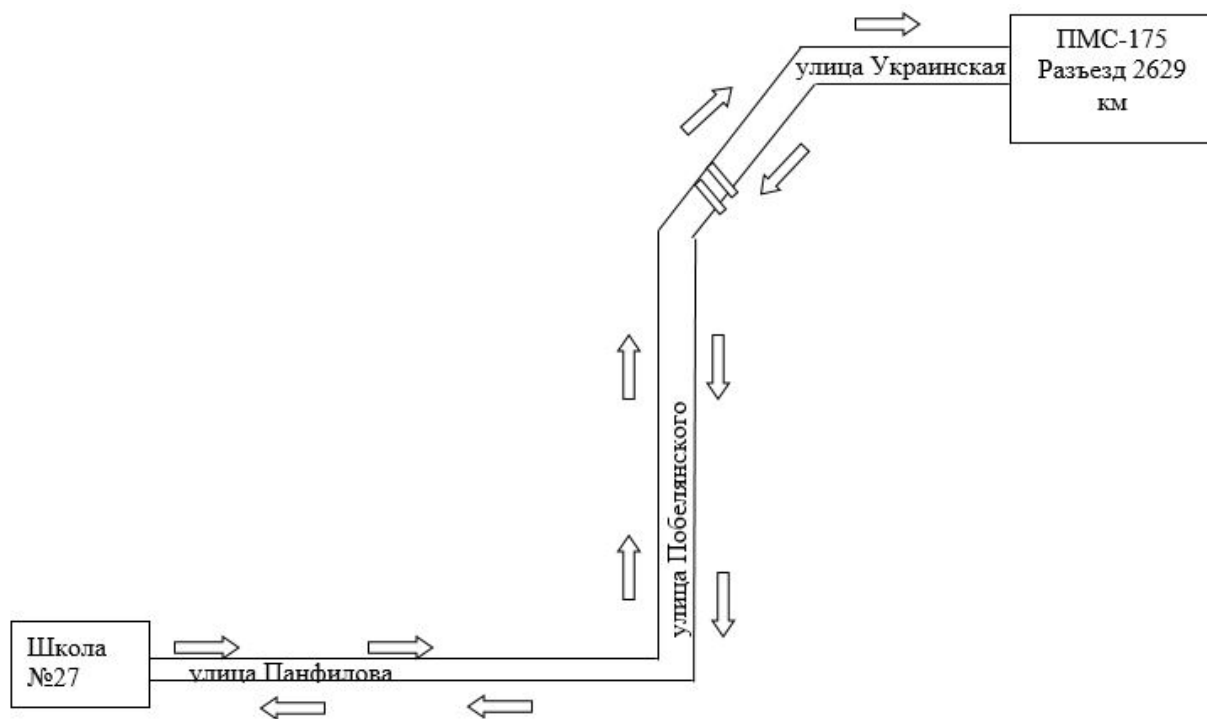 ПМС-175
Разъезд 2629
км
улица Украинская
улица Побелянского
Школа
№27
улица Панфилова